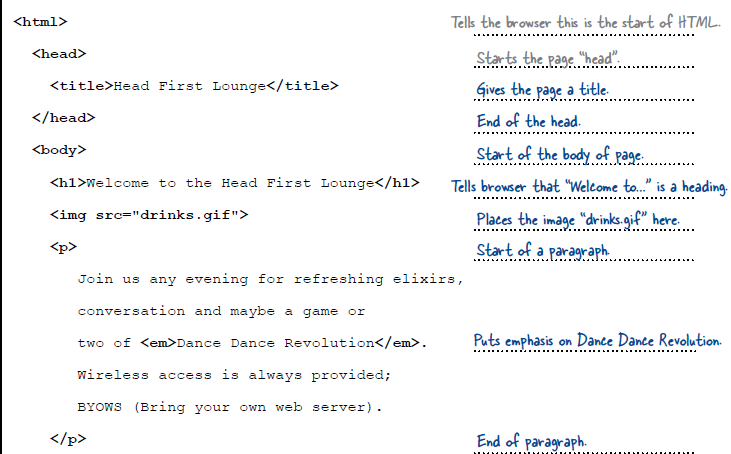 <html> Tells the browser this is the start of HTML.
<head> Starts the page "head".
<title>Head First Lounge</title> Gives the page a title.
</head> End of the head.
<body> Start of the body of page.
<h1>Welcome to the Head First Lounge</h1> Tells browser that "Welcome to..." is a heading.
<img src="drinks.gif"> Places the image "drinks.gif" here.
<p> Start of a paragraph.
Join us any evening for refreshing elixirs,
conversation and maybe a game or
two of <em>Dance Dance Revolution</em>. Puts emphasis on Dance Dance Revolution.
Wireless access is always provided;
BYOWS (Bring your own web server).
</p> End of paragraph.